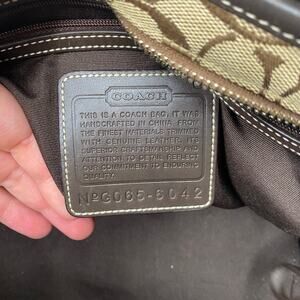 COACH
THIS IS A COACH BAG. IT WAS
HANDCRAFTED IN CHINA FROM
THE FINEST MATERIALS TRIMMED
WITH GENUINE LEATHER. ITS
SUPERIOR CRAFTSMANSHIP AND
ATTENTION TO DETAIL REFLECT
OUR COMMITMENT TO ENDURING
QUALITY.
Nº G065-6042